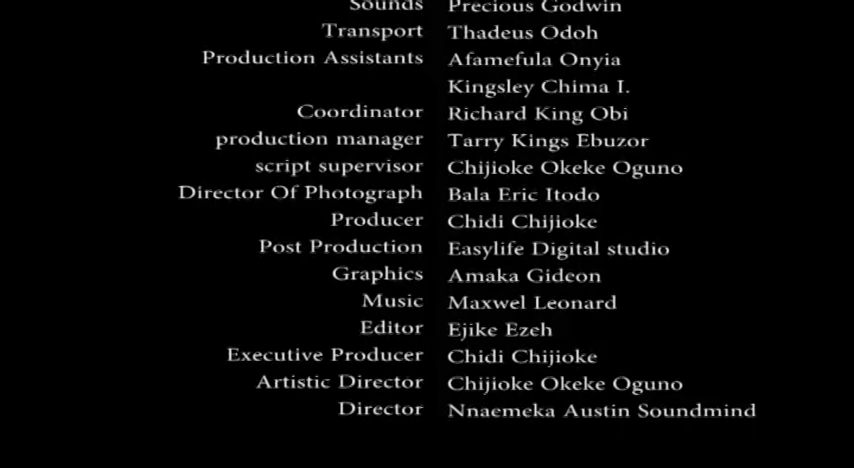 Sounds Precious Godwin
Transport Thadeus Odoh
Production Assistants Afamefula Onyia
Kingsley Chima I.
Coordinator Richard King Obi
production manager Tarry Kings Ebuzor
script supervisor Chijioke Okeke Oguno
Director Of Photograph Bala Eric Itodo
Producer Chidi Chijioke
Post Production Easylife Digital studio
Graphics Amaka Gideon
Music Maxwel Leonard
Editor Ejike Ezeh
Executive Producer Chidi Chijioke
Artistic Director Chijioke Okeke Oguno
Director Nnaemeka Austin Soundmind